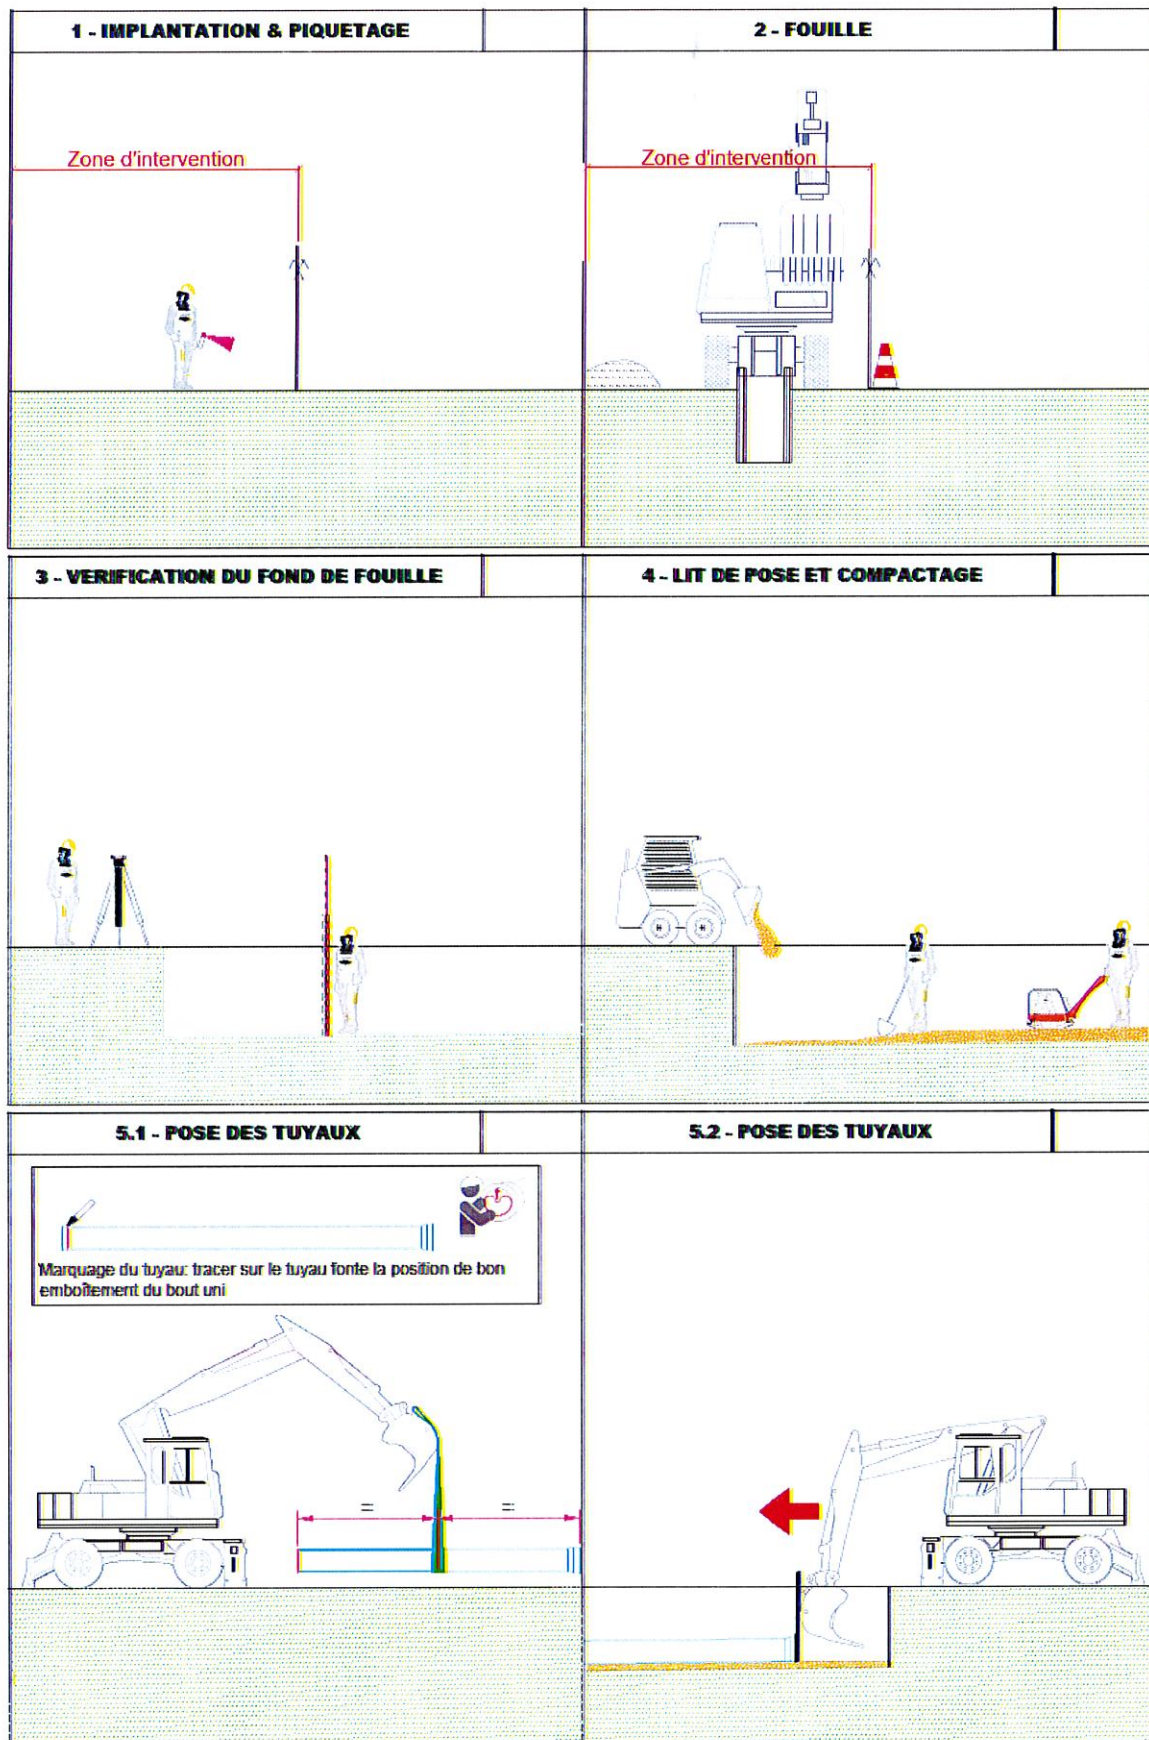 1 - IMPLANTATION & PIQUETAGE
2 - FOUILLE
Zone d'intervention
Zone d'intervention
3 - VERIFICATION DU FOND DE FOUILLE
4 - LIT DE POSE ET COMPACTAGE
5.1 - POSE DES TUYAUX
5.2 - POSE DES TUYAUX
Marquage du tuyau: tracer sur le tuyau fonte la position de bon
emboîtement du bout uni
=
=